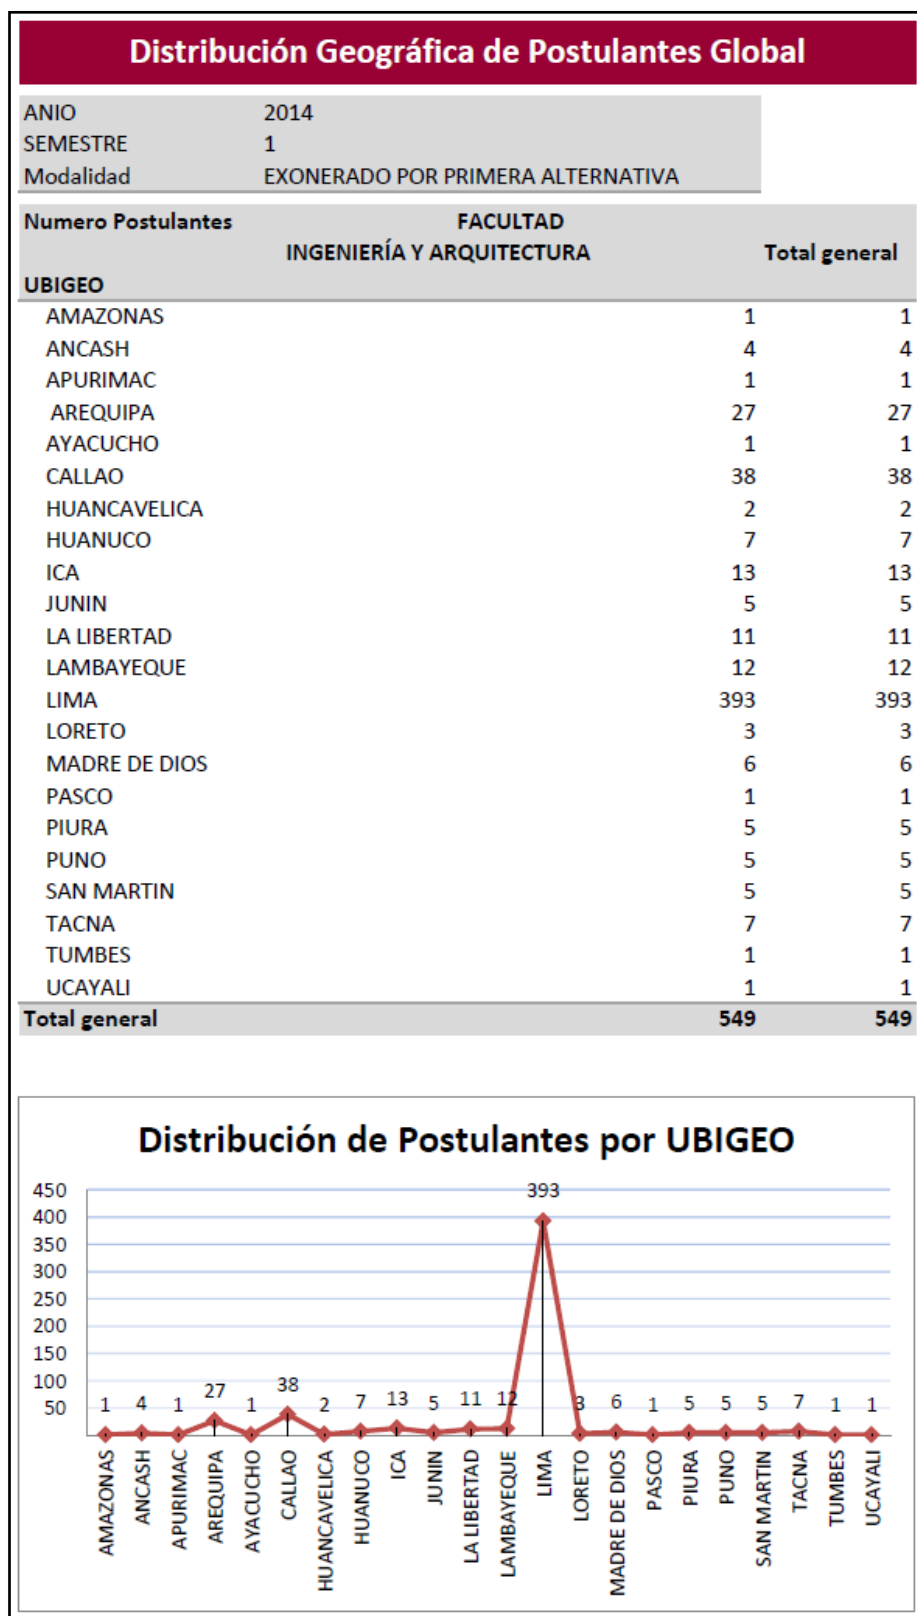 Distribución Geográfica de Postulantes Global
ANIO 2014
SEMESTRE 1
Modalidad EXONERADO POR PRIMERA ALTERNATIVA
Numero Postulantes FACULTAD
INGENIERÍA Y ARQUITECTURA Total general
UBIGEO
AMAZONAS 1 1
ANCASH 4 4
APURIMAC 1 1
AREQUIPA 27 27
AYACUCHO 1 1
CALLAO 38 38
HUANCAVELICA 2 2
HUANUCO 7 7
ICA 13 13
JUNIN 5 5
LA LIBERTAD 11 11
LAMBAYEQUE 12 12
LIMA 393 393
LORETO 3 3
MADRE DE DIOS 6 6
PASCO 1 1
PIURA 5 5
PUNO 5 5
SAN MARTIN 5 5
TACNA 7 7
TUMBES 1 1
UCAYALI 1 1
Total general 549 549
Distribución de Postulantes por UBIGEO
450
400
350
300
250
200
150
100
50
1 4 1 27 1 38 2 7 13 5 11 12 393 3 6 1 5 5 5 7 1 1
AMAZONAS
ANCASH
APURIMAC
AREQUIPA
AYACUCHO
CALLAO
HUANCAVELICA
HUANUCO
ICA
JUNIN
LA LIBERTAD
LAMBAYEQUE
LIMA
LORETO
MADRE DE DIOS
PASCO
PIURA
PUNO
SAN MARTIN
TACNA
TUMBES
UCAYALI